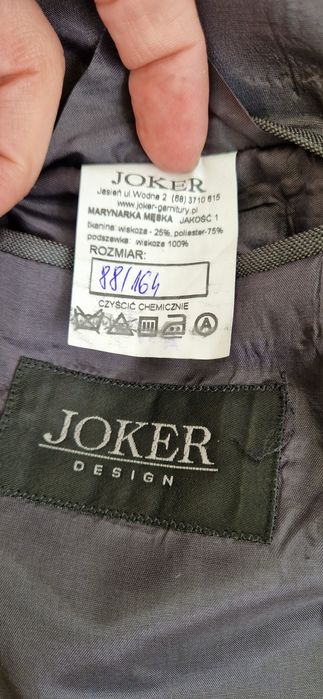 JOKER
Jesień ul.Wodna 2 (68) 3710 615
www.joker-garnitury.pl
MARYNARKA MĘSKA JAKOŚĆ 1
tkanina: wiskoza - 25%, poliester-75%
podszewka: wiskoza 100%
ROZMIAR:
88/164
CZYŚCIĆ CHEMICZNIE
A
JOKER
DESIGN